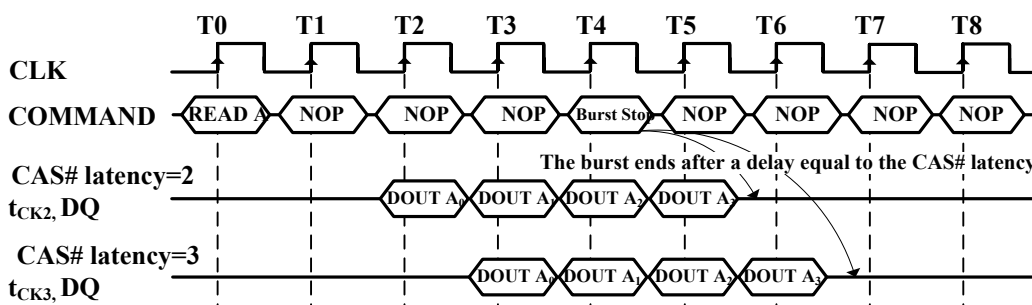 T0 T1 T2 T3 T4 T5 T6 T7 T8
CLK
COMMAND READ A NOP NOP NOP Burst Stop NOP NOP NOP NOP
The burst ends after a delay equal to the CAS# latency
CAS# latency=2
tCK2, DQ DOUT A0 DOUT A1 DOUT A2 DOUT A3
CAS# latency=3
tCK3, DQ DOUT A0 DOUT A1 DOUT A2 DOUT A3